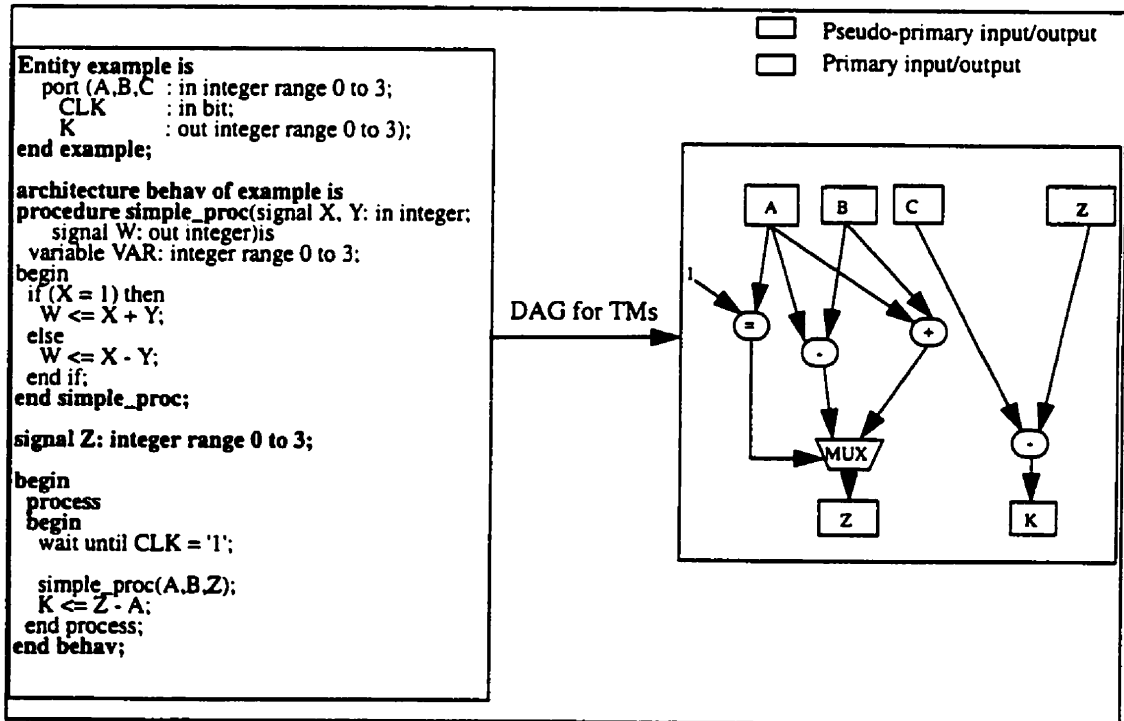 Pseudo-primary input/output
Primary input/output
Entity example is
port (A,B,C : in integer range 0 to 3;
CLK : in bit;
K : out integer range 0 to 3);
end example;
architecture behav of example is
procedure simple_proc(signal X, Y: in integer;
signal W: out integer)is
variable VAR: integer range 0 to 3;
begin
if (X = 1) then
W <= X + Y;
else
W <= X - Y;
end if;
end simple_proc;
signal Z: integer range 0 to 3;
begin
process
begin
wait until CLK = '1';
simple_proc(A,B,Z);
K <= Z - A;
end process;
end behav;
DAG for TMs
A B C Z
1
= - +
MUX -
Z K